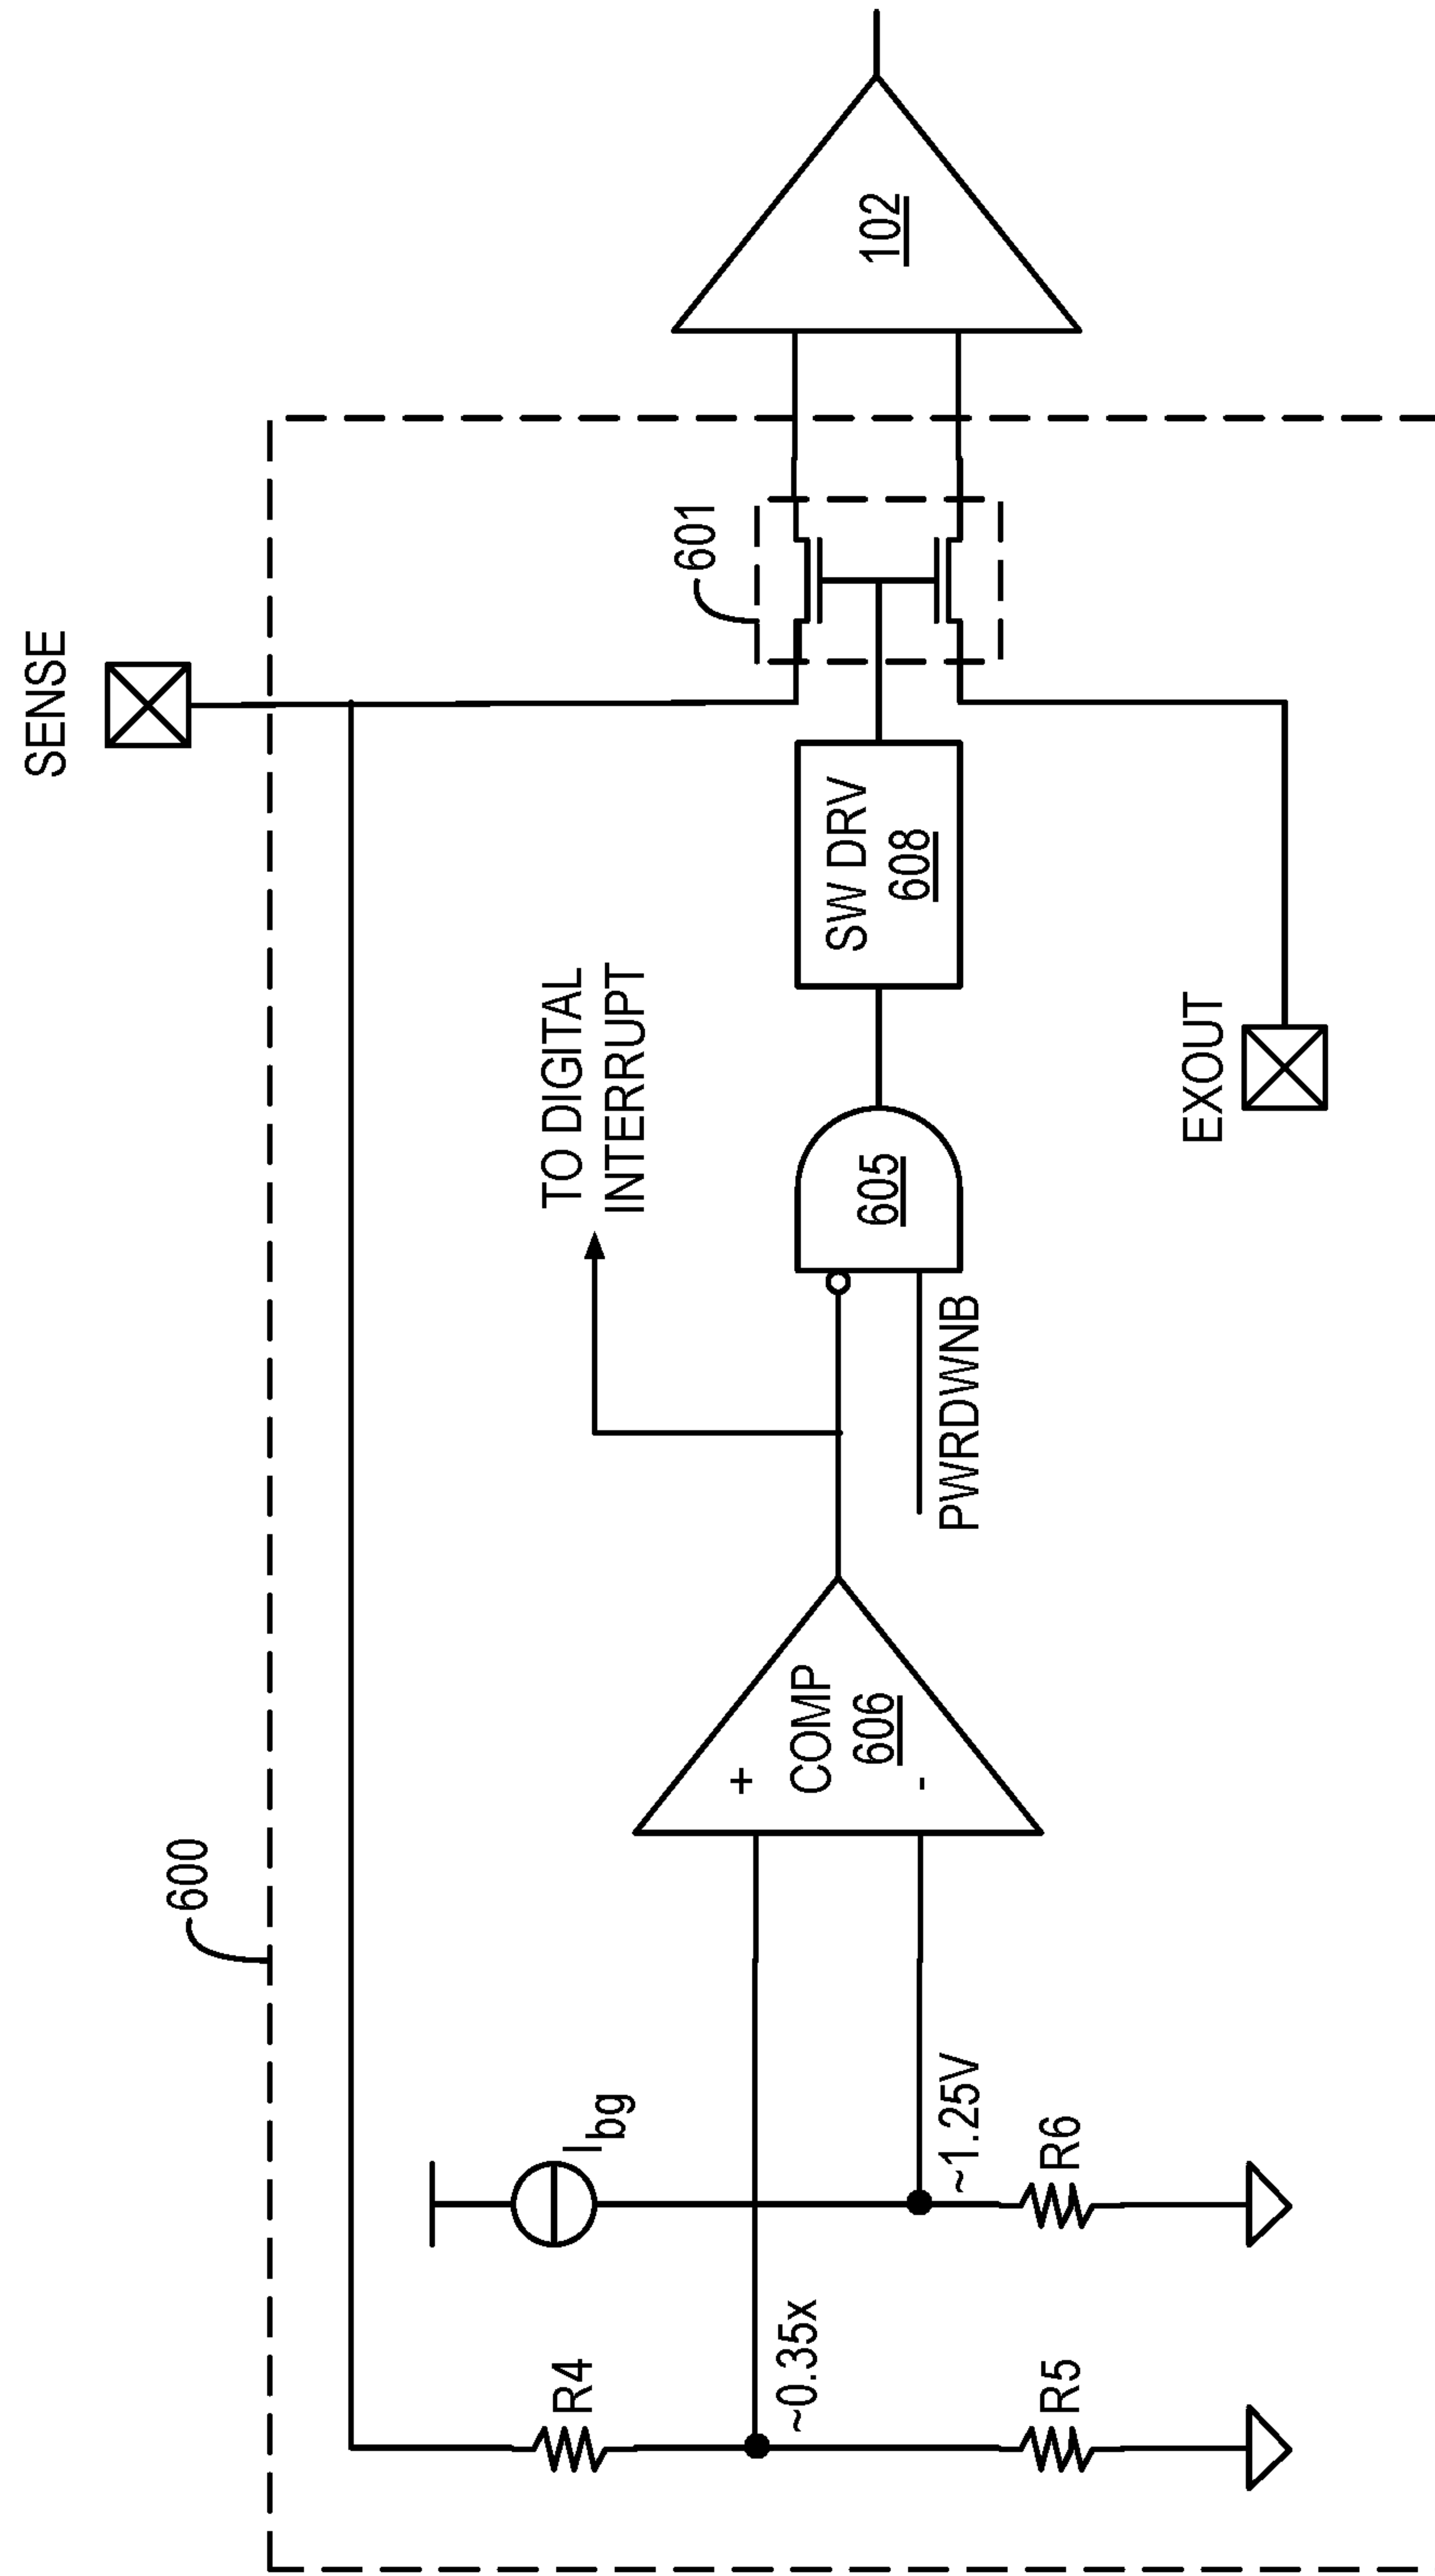 600
SENSE
R4
~0.35x
R5
I bg
~1.25V
R6
+
COMP
606
-
TO DIGITAL
INTERRUPT
PWRDWNB
605
SW DRV
608
601
EXOUT
102